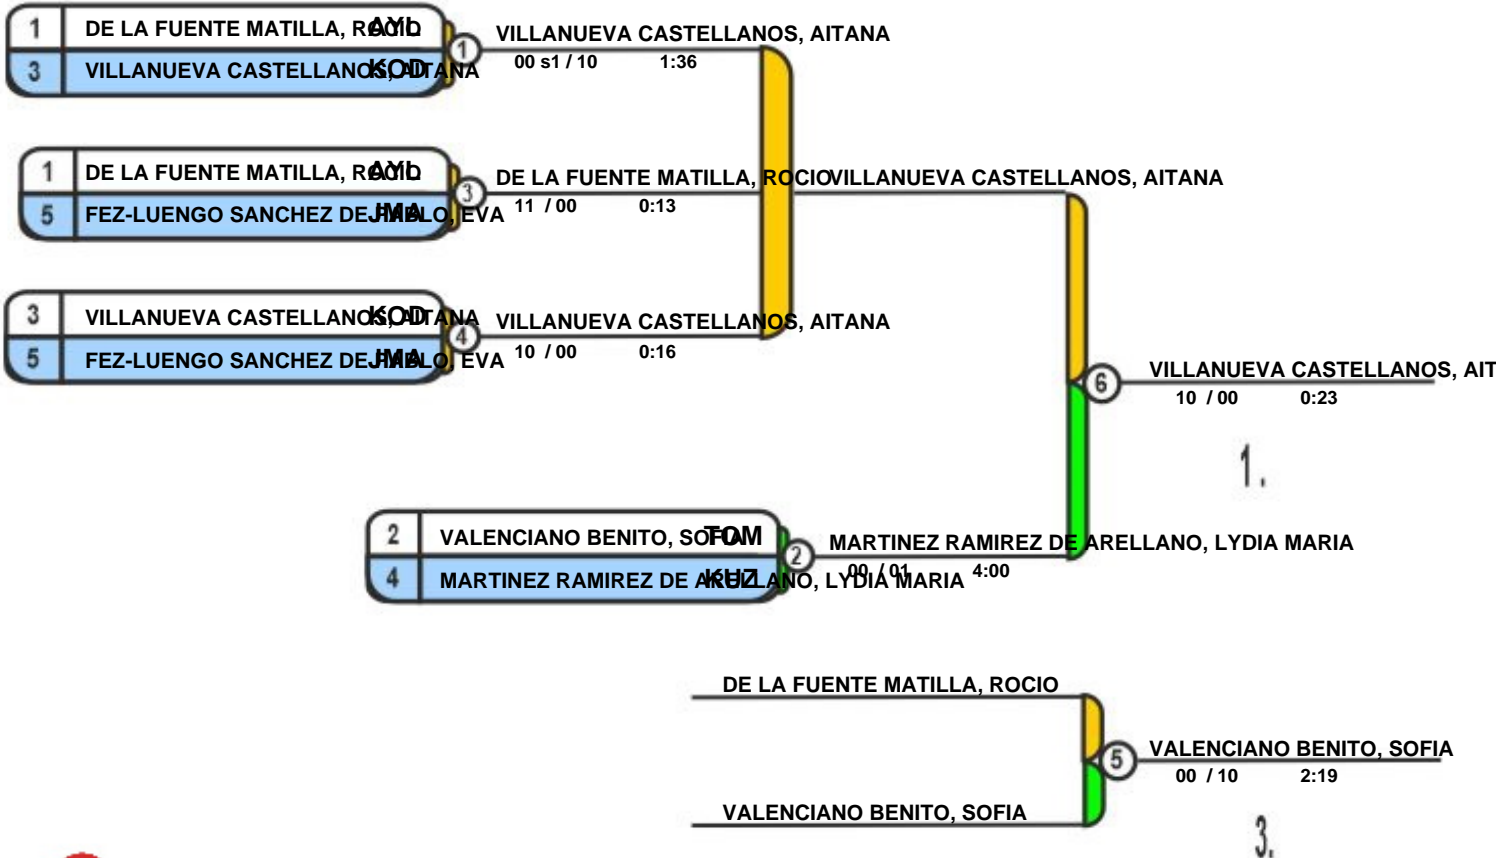 1 DE LA FUENTE MATILLA, ROCIO AYL
3 VILLANUEVA CASTELLANOS, AITANA KOD
1 VILLANUEVA CASTELLANOS, AITANA
00 s1 / 10 1:36
1 DE LA FUENTE MATILLA, ROCIO AYL
5 FEZ-LUENGO SANCHEZ DE PABLO, EVA JMA
3 DE LA FUENTE MATILLA, ROCIO
11 / 00 0:13
VILLANUEVA CASTELLANOS, AITANA
3 VILLANUEVA CASTELLANOS, AITANA KOD
5 FEZ-LUENGO SANCHEZ DE PABLO, EVA JMA
4 VILLANUEVA CASTELLANOS, AITANA
10 / 00 0:16
6 VILLANUEVA CASTELLANOS, AIT
10 / 00 0:23
1.
2 VALENCIANO BENITO, SOFIA TOM
4 MARTINEZ RAMIREZ DE ARELLANO, LYDIA MARIA KUZ
2 MARTINEZ RAMIREZ DE ARELLANO, LYDIA MARIA
00 / 01 4:00
DE LA FUENTE MATILLA, ROCIO
VALENCIANO BENITO, SOFIA
5 VALENCIANO BENITO, SOFIA
00 / 10 2:19
3.